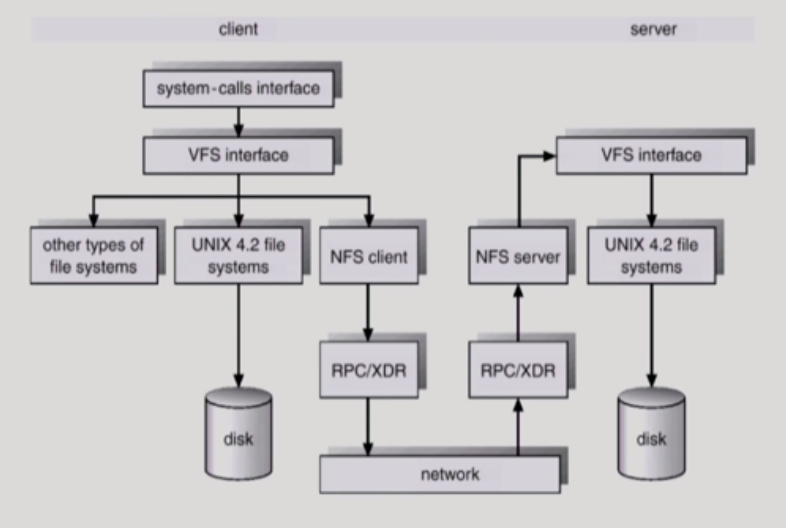 client
server
system-calls interface
VFS interface
VFS interface
other types of
file systems
UNIX 4.2 file
systems
NFS client
NFS server
UNIX 4.2 file
systems
RPC/XDR
RPC/XDR
disk
disk
network